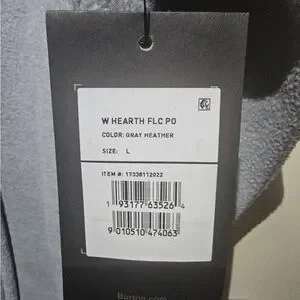 W HEARTH FLC PO
COLOR: GRAY HEATHER
SIZE: L
ITEM #: 17338112022
1 93177 63526 4
9 010510 474063
Burton.com